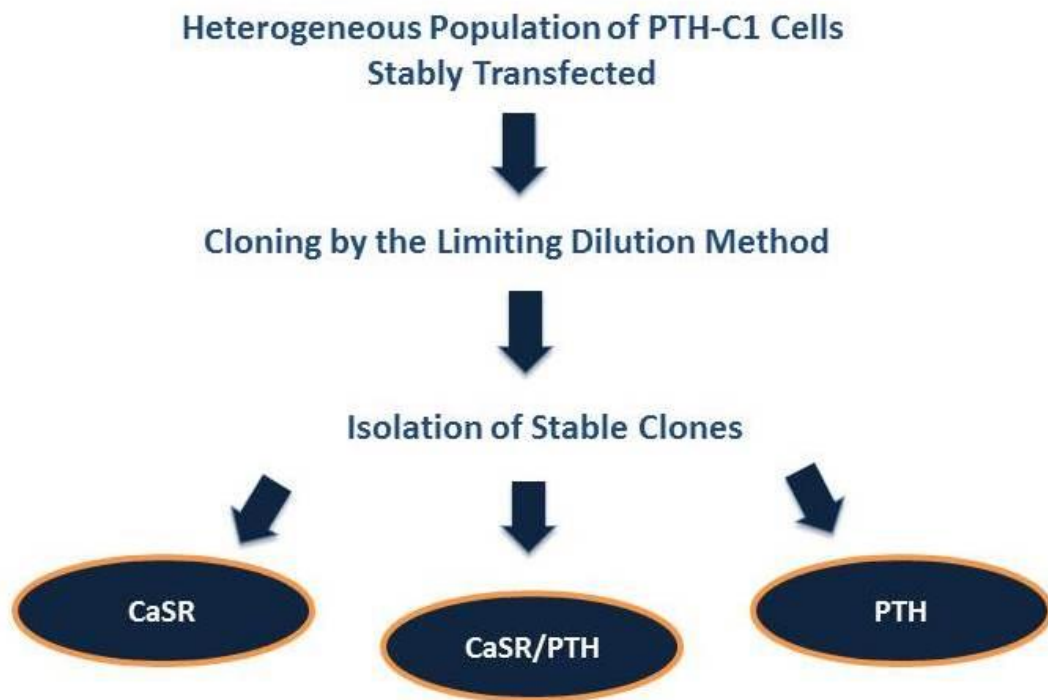 Heterogeneous Population of PTH-C1 Cells
Stably Transfected
Cloning by the Limiting Dilution Method
Isolation of Stable Clones
CaSR
CaSR/PTH
PTH